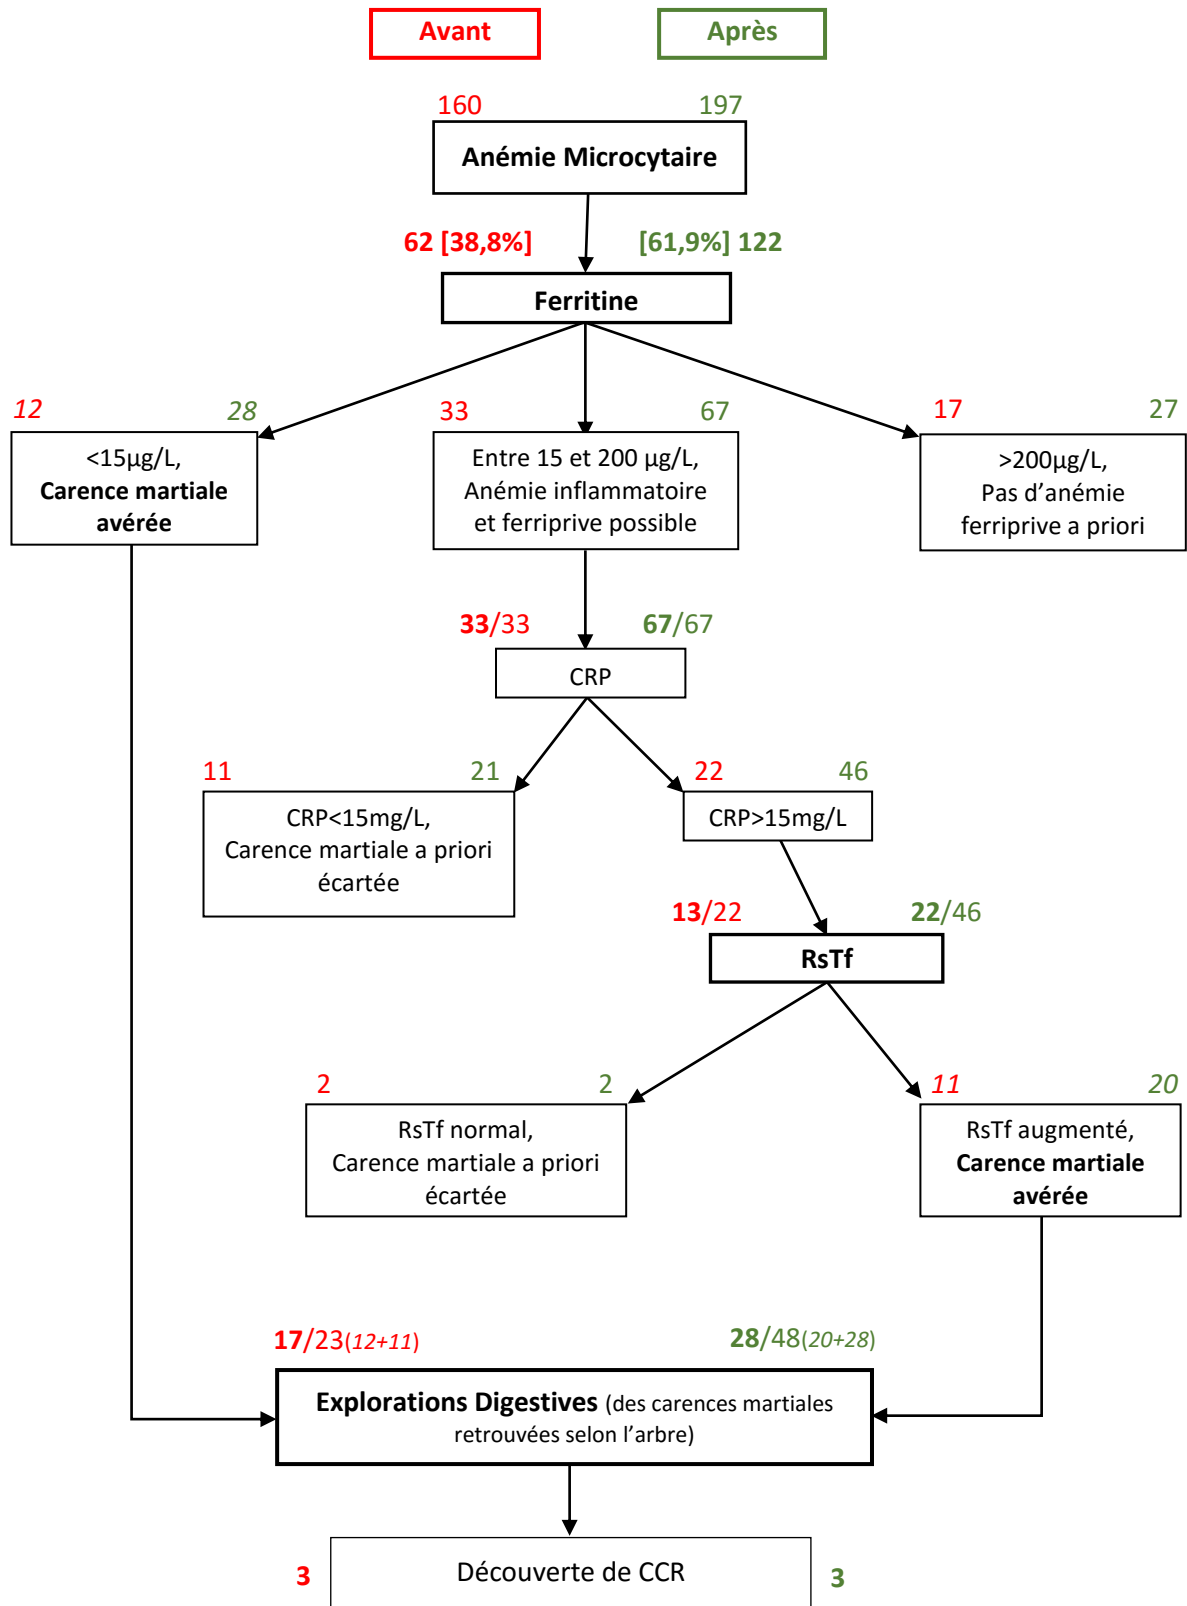 Avant Après
160 197
Anémie Microcytaire
62 [38,8%] [61,9%] 122
Ferritine
12 28 33 67 17 27
<15µg/L,
Carence martiale
avérée
Entre 15 et 200 µg/L,
Anémie inflammatoire
et ferriprive possible
>200µg/L,
Pas d’anémie
ferriprive a priori
33/33 67/67
CRP
11 21 22 46
CRP<15mg/L,
Carence martiale a priori
écartée
CRP>15mg/L
13/22 22/46
RsTf
2 2 11 20
RsTf normal,
Carence martiale a priori
écartée
RsTf augmenté,
Carence martiale
avérée
17/23(12+11) 28/48(20+28)
Explorations Digestives (des carences martiales
retrouvées selon l’arbre)
3 Découverte de CCR 3